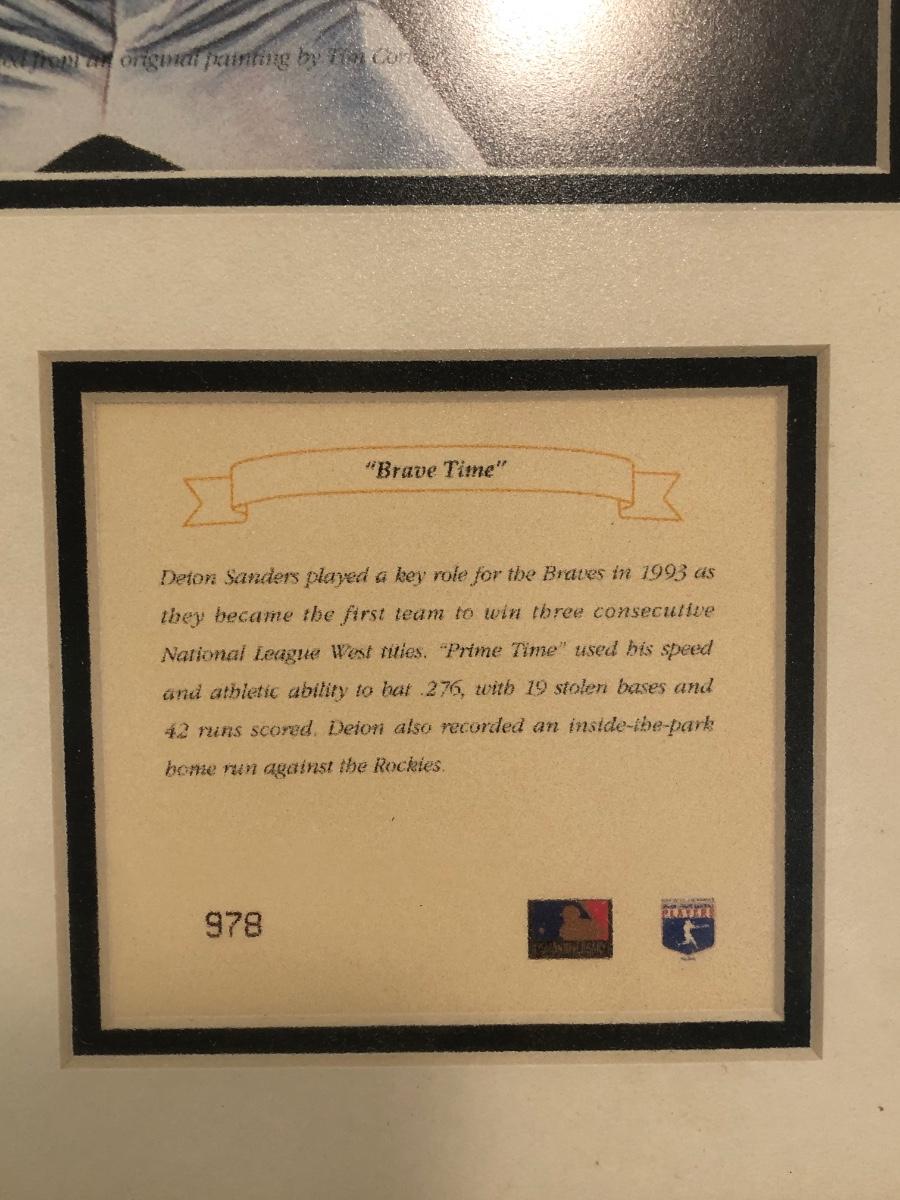 from an original painting by Tim
“Brave Time”
Deion Sanders played a key role for the Braves in 1993 as
they became the first team to win three consecutive
National League West titles. “Prime Time” used his speed
and athletic ability to bat .276, with 19 stolen bases and
42 runs scored. Deion also recorded an inside-the-park
home run against the Rockies.
978
PLAYERS